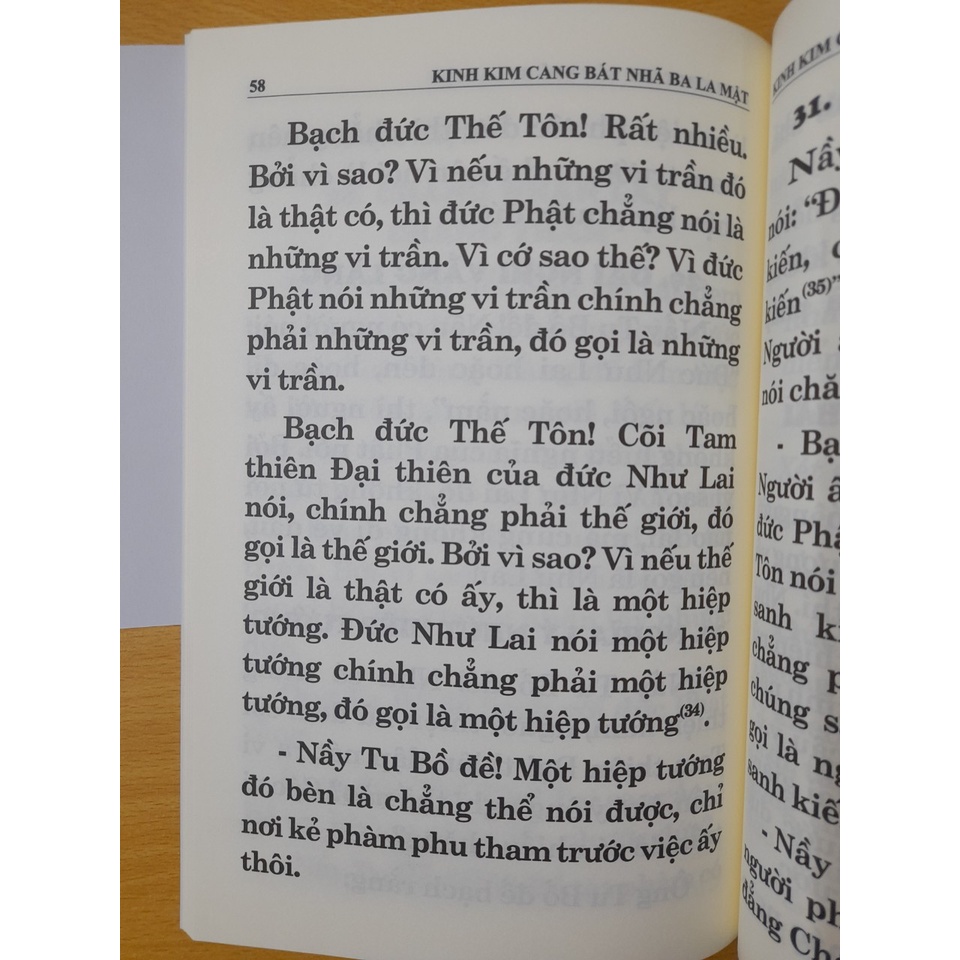 58
KINH KIM CANG BÁT NHÃ BA LA MẬT
Bạch đức Thế Tôn! Rất nhiều.
Bởi vì sao? Vì nếu những vi trần đó
là thật có, thì đức Phật chẳng nói là
những vi trần. Vì cớ sao thế? Vì đức
Phật nói những vi trần chính chẳng
phải những vi trần, đó gọi là những
vi trần.
Bạch đức Thế Tôn! Cõi Tam
thiên Đại thiên của đức Như Lai
nói, chính chẳng phải thế giới, đó
gọi là thế giới. Bởi vì sao? Vì nếu thế
giới là thật có ấy, thì là một hiệp
tướng. Đức Như Lai nói một hiệp
tướng chính chẳng phải một hiệp
tướng, đó gọi là một hiệp tướng(34).
- Nầy Tu Bồ đề! Một hiệp tướng
đó bèn là chẳng thể nói được, chỉ
nơi kẻ phàm phu tham trước việc ấy
thôi.
KINH KIM
31.
Nầy
nói: “Đ
kiến,
kiến(35)”
Người
nói chă
- Bạ
Người
đức Phậ
Tôn nói
sanh
chẳng
chúng
gọi là
sanh kiế
- Nầy
người
đẳng